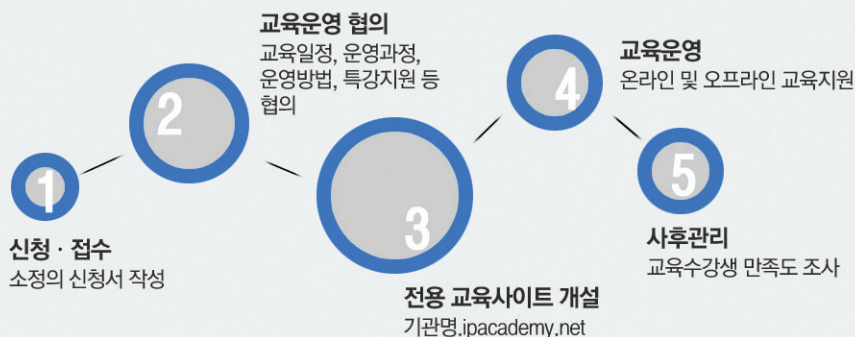 1
신청 · 접수
소정의 신청서 작성
2
교육운영 협의
교육일정, 운영과정,
운영방법, 특강지원 등
협의
3
전용 교육사이트 개설
기관명.ipacademy.net
4
교육운영
온라인 및 오프라인 교육지원
5
사후관리
교육수강생 만족도 조사